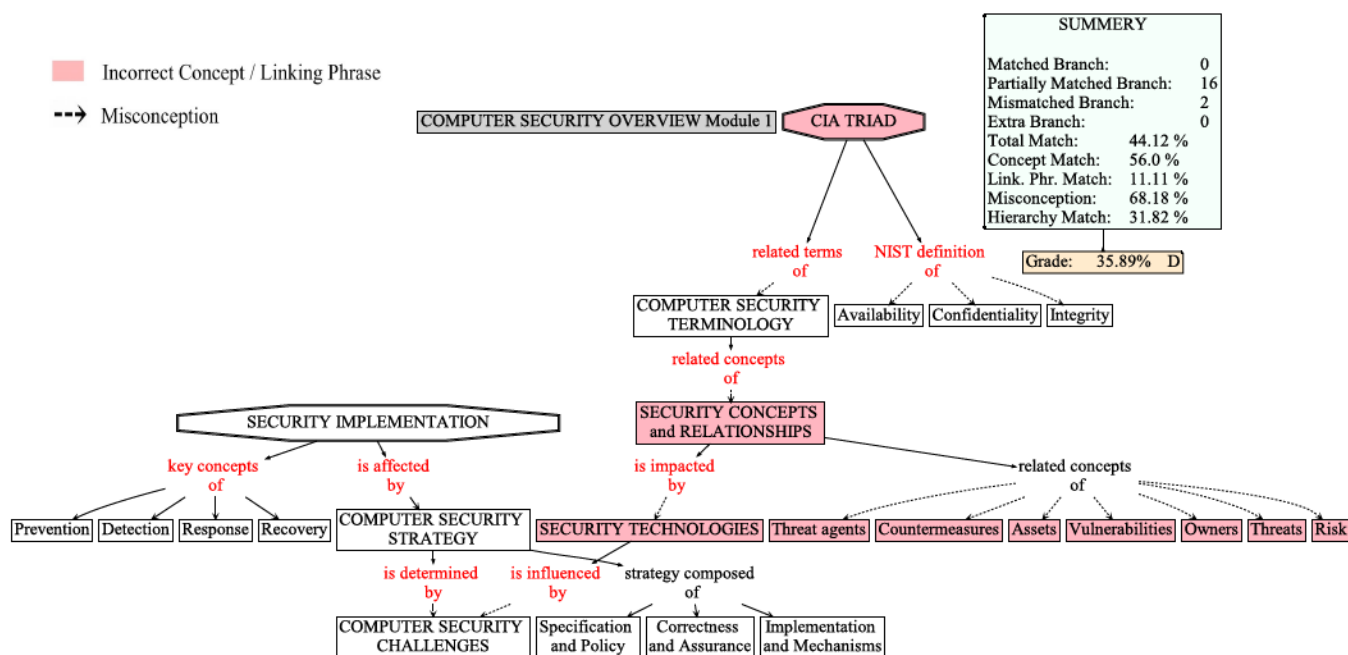 SUMMERY
Matched Branch: 0
Partially Matched Branch: 16
Mismatched Branch: 2
Extra Branch: 0
Total Match: 44.12 %
Concept Match: 56.0 %
Link. Phr. Match: 11.11 %
Misconception: 68.18 %
Hierarchy Match: 31.82 %
Grade: 35.89% D
Incorrect Concept / Linking Phrase
Misconception
COMPUTER SECURITY OVERVIEW Module 1
CIA TRIAD
related terms
of
NIST definition
of
COMPUTER SECURITY
TERMINOLOGY
Availability
Confidentiality
Integrity
related concepts
of
SECURITY IMPLEMENTATION
SECURITY CONCEPTS
and RELATIONSHIPS
key concepts
of
is affected
by
is impacted
by
related concepts
of
Prevention
Detection
Response
Recovery
COMPUTER SECURITY
STRATEGY
SECURITY TECHNOLOGIES
Threat agents
Countermeasures
Assets
Vulnerabilities
Owners
Threats
Risk
is determined
by
is influenced
by
strategy composed
of
COMPUTER SECURITY
CHALLENGES
Specification
and Policy
Correctness
and Assurance
Implementation
and Mechanisms